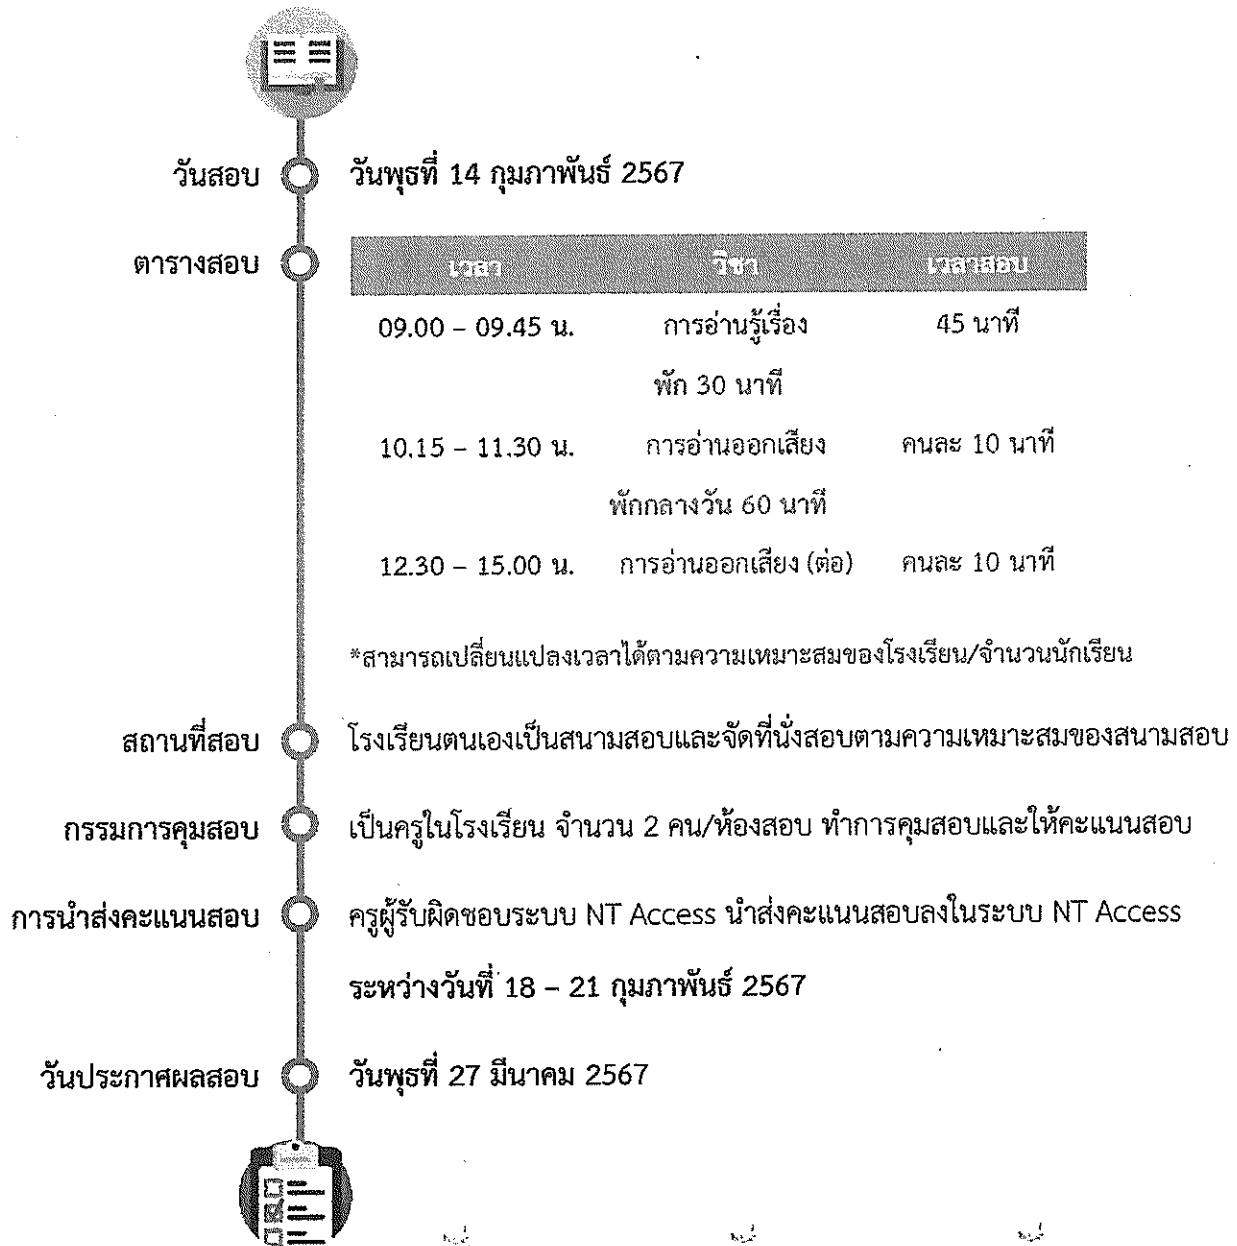 วันสอบ วันพุธที่ 14 กุมภาพันธ์ 2567
ตารางสอบ เวลา วิชา เวลาสอบ
09.00 – 09.45 น. การอ่านรู้เรื่อง 45 นาที
พัก 30 นาที
10.15 – 11.30 น. การอ่านออกเสียง คนละ 10 นาที
พักกลางวัน 60 นาที
12.30 – 15.00 น. การอ่านออกเสียง (ต่อ) คนละ 10 นาที
*สามารถเปลี่ยนแปลงเวลาได้ตามความเหมาะสมของโรงเรียน/จำนวนนักเรียน
สถานที่สอบ โรงเรียนตนเองเป็นสนามสอบและจัดที่นั่งสอบตามความเหมาะสมของสนามสอบ
กรรมการคุมสอบ เป็นครูในโรงเรียน จำนวน 2 คน/ห้องสอบ ทำการคุมสอบและให้คะแนนสอบ
การนำส่งคะแนนสอบ ครูผู้รับผิดชอบระบบ NT Access นำส่งคะแนนสอบลงในระบบ NT Access
ระหว่างวันที่ 18 – 21 กุมภาพันธ์ 2567
วันประกาศผลสอบ วันพุธที่ 27 มีนาคม 2567